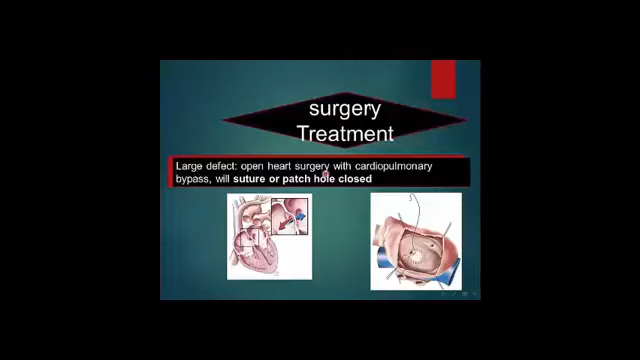 surgery
Treatment
Large defect: open heart surgery with cardiopulmonary
bypass, will suture or patch hole closed